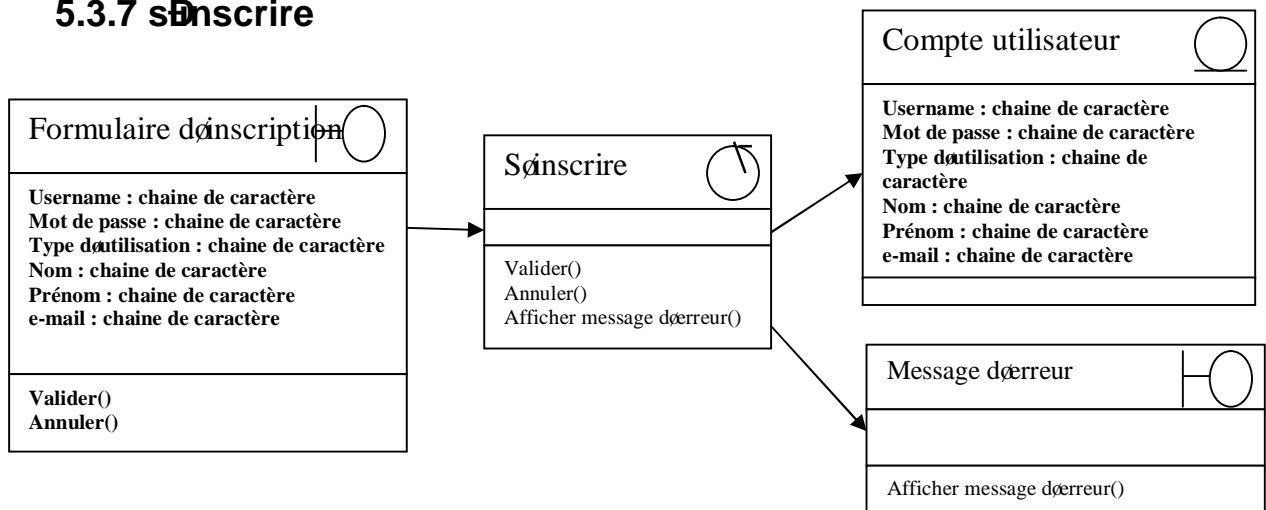 5.3.7 s'inscrire
Formulaire døinscription
Username : chaine de caractère
Mot de passe : chaine de caractère
Type døutilisation : chaine de caractère
Nom : chaine de caractère
Prénom : chaine de caractère
e-mail : chaine de caractère
Valider()
Annuler()
Søinscrire
Valider()
Annuler()
Afficher message døerreur()
Compte utilisateur
Username : chaine de caractère
Mot de passe : chaine de caractère
Type døutilisation : chaine de
caractère
Nom : chaine de caractère
Prénom : chaine de caractère
e-mail : chaine de caractère
Message døerreur
Afficher message døerreur()